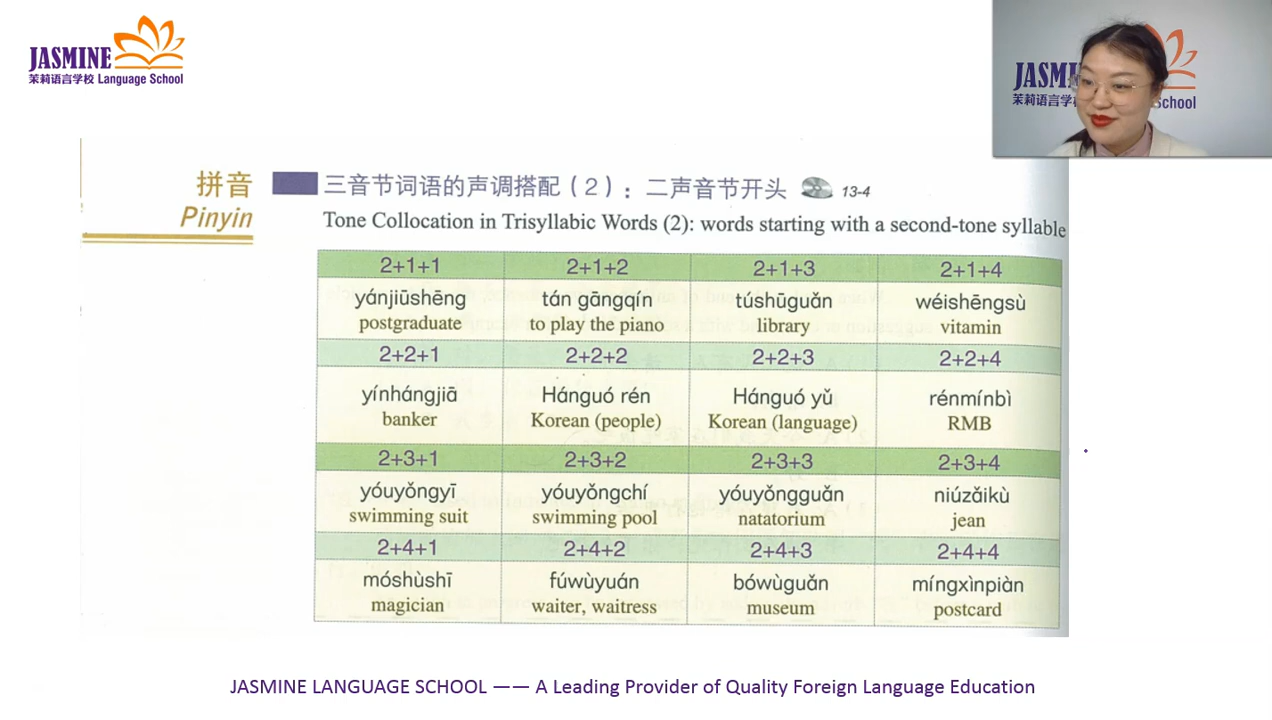 JASMINE
茉莉语言学校 Language School
JASMI
茉莉语言学校
School
拼音
Pinyin
三音节词语的声调搭配(2):二声音节开头 13-4
Tone Collocation in Trisyllabic Words (2): words starting with a second-tone syllable
2+1+1 2+1+2 2+1+3 2+1+4
yánjiūshēng tán gāngqín túshūguǎn wéishēngsù
postgraduate to play the piano library vitamin
2+2+1 2+2+2 2+2+3 2+2+4
yínhángjiā Hánguó rén Hánguó yǔ rénmínbì
banker Korean (people) Korean (language) RMB
2+3+1 2+3+2 2+3+3 2+3+4
yóuyǒngyī yóuyǒngchí yóuyǒngguǎn niúzǎikù
swimming suit swimming pool natatorium jean
2+4+1 2+4+2 2+4+3 2+4+4
móshùshī fúwùyuán bówùguǎn míngxìnpiàn
magician waiter, waitress museum postcard
JASMINE LANGUAGE SCHOOL —— A Leading Provider of Quality Foreign Language Education